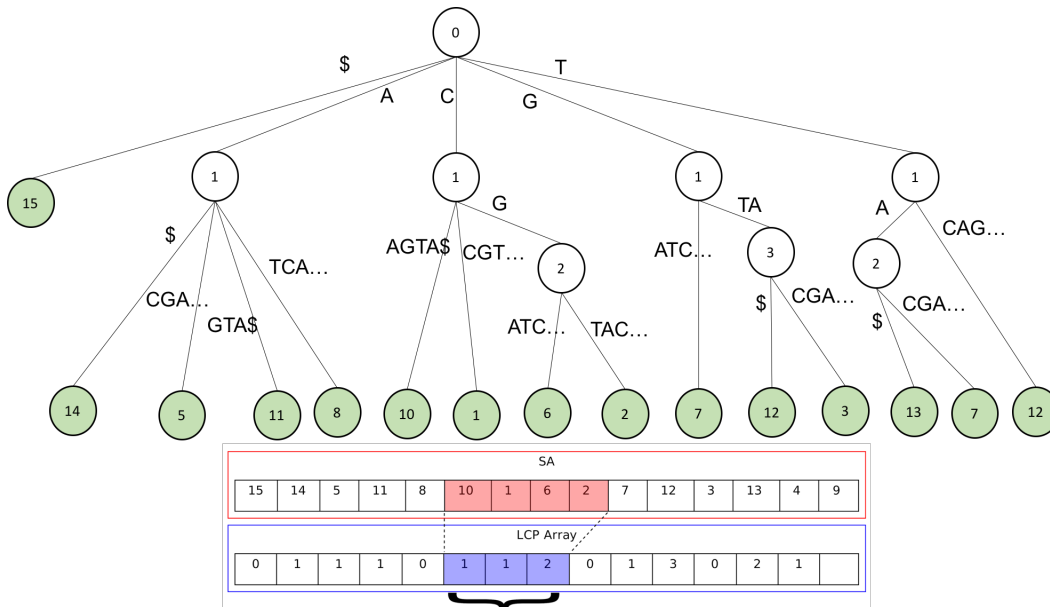 0
$
T
A
C
G
1
1
1
1
15
G
TA
A
CAG...
$
AGTA$
CGT...
ATC...
TCA...
2
3
2
CGA...
GTA$
ATC...
TAC...
$
CGA...
$
CGA...
14
5
11
8
10
1
6
2
7
12
3
13
7
12
SA
15 14 5 11 8 10 1 6 2 7 12 3 13 4 9
LCP Array
0 1 1 1 0 1 1 2 0 1 3 0 2 1